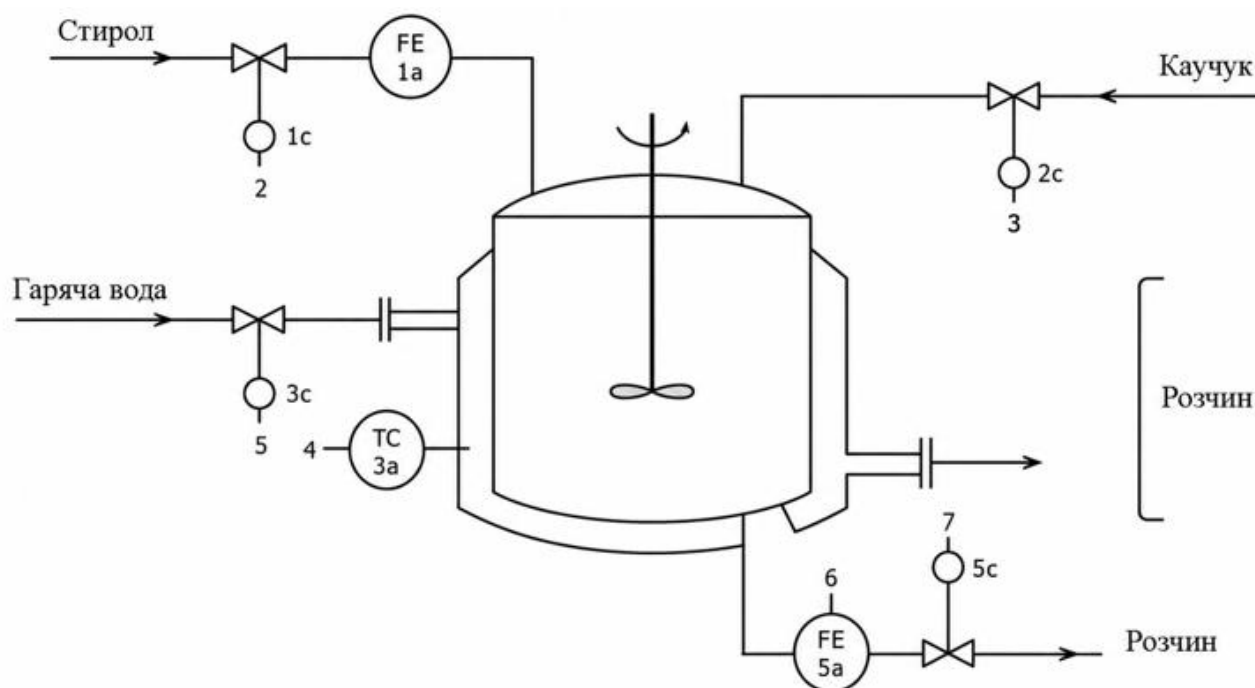 Стирол
FE
1a
1c
2
Каучук
2c
3
Гаряча вода
3c
5
4
TC
3a
Розчин
7
5c
6
FE
5a
Розчин